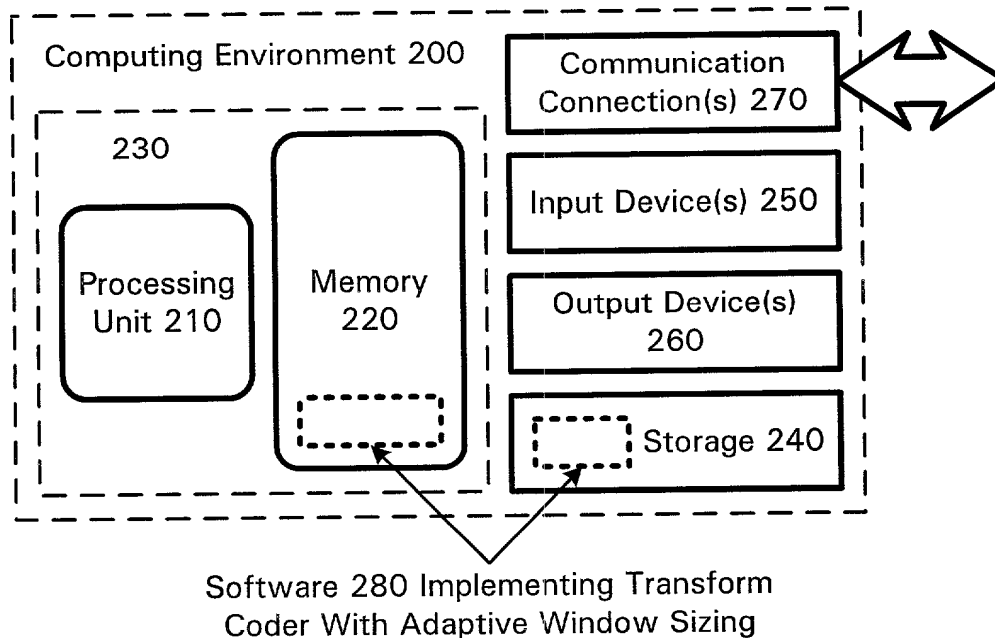 Computing Environment 200
Communication
Connection(s) 270
230
Input Device(s) 250
Processing
Unit 210
Memory
220
Output Device(s)
260
Storage 240
Software 280 Implementing Transform
Coder With Adaptive Window Sizing